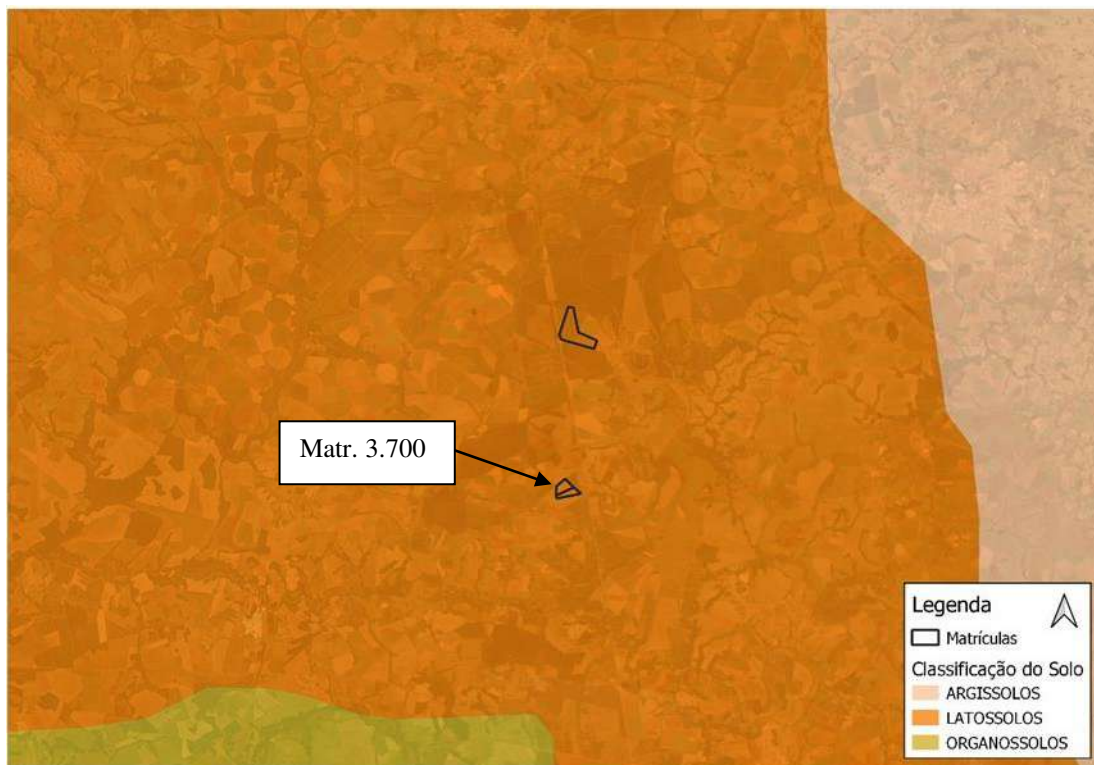 Matr. 3.700
Legenda
Matrículas
Classificação do Solo
ARGISSOLOS
LATOSSOLOS
ORGANOSSOLOS